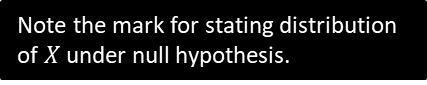 Note the mark for stating distribution
of 𝑋 under null hypothesis.